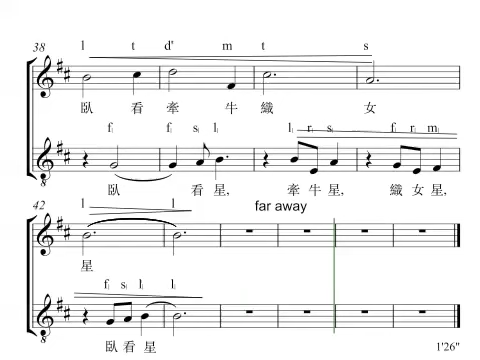 38 l t d' m t s
臥 看 牽 牛 織 女
f| f| s| l| l| r| s| f| r| m|
臥 看 星, 牽 牛 星, 織 女 星,
42 l l far away
星
f| s| l| l|
臥 看 星
1'26"